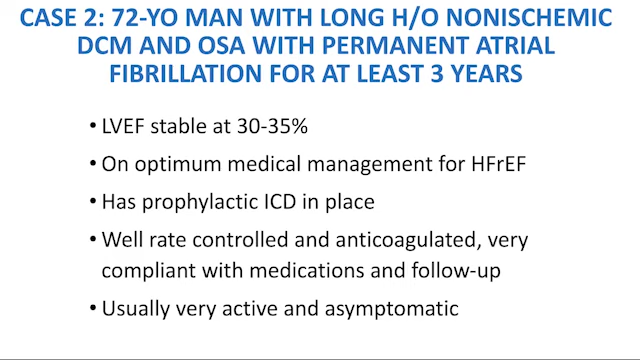 CASE 2: 72-YO MAN WITH LONG H/O NONISCHEMIC
DCM AND OSA WITH PERMANENT ATRIAL
FIBRILLATION FOR AT LEAST 3 YEARS
• LVEF stable at 30-35%
• On optimum medical management for HFrEF
• Has prophylactic ICD in place
• Well rate controlled and anticoagulated, very
compliant with medications and follow-up
• Usually very active and asymptomatic